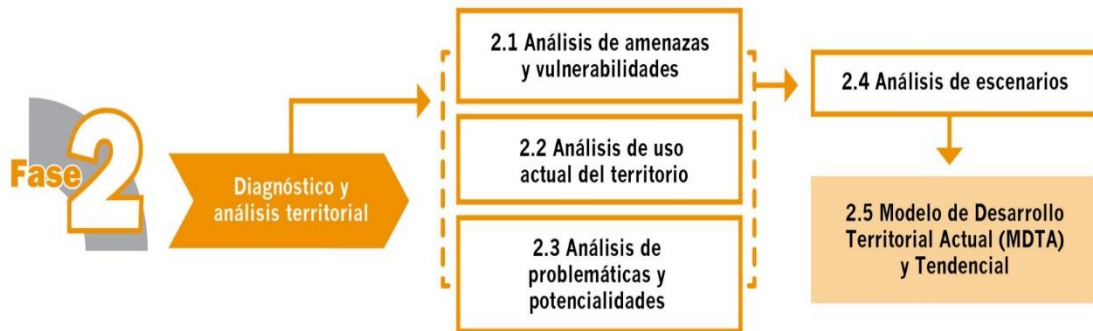 Fase 2
Diagnóstico y
análisis territorial
2.1 Análisis de amenazas
y vulnerabilidades
2.2 Análisis de uso
actual del territorio
2.3 Análisis de
problemáticas y
potencialidades
2.4 Análisis de escenarios
2.5 Modelo de Desarrollo
Territorial Actual (MDTA)
y Tendencial